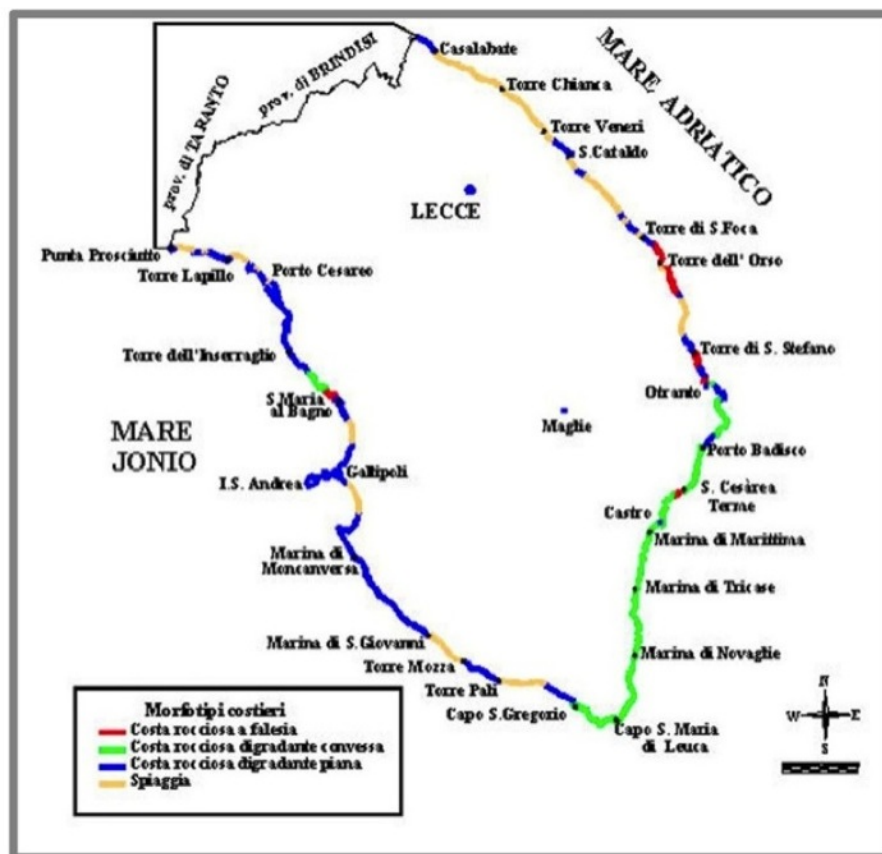 MARE ADRIATICO
prov. di BRINDISI
prov. di TARANTO
Casalabate
Torre Chianca
Torre Veneri
S.Cataldo
LECCE
Torre di S.Foca
Torre dell' Orso
Punta Prosciutto
Torre Lapillo
Porto Cesareo
Torre dell'Inserraglio
Torre di S. Stefano
Otranto
S.Maria
al Bagno
Maglie
MARE
JONIO
Porto Badisco
Gallipoli
I.S. Andrea
S. Cesàrea
Terme
Castro
Marina di Marittima
Marina di
Moncanversa
Marina di Tricase
Marina di S.Giovanni
Marina di Novaglie
Torre Mozza
Torre Pali
Capo S.Gregorio
Capo S. Maria
di Leuca
N
W
E
S
Morfotipi costieri
Costa rocciosa a falesia
Costa rocciosa digradante convessa
Costa rocciosa digradante piana
Spiaggia